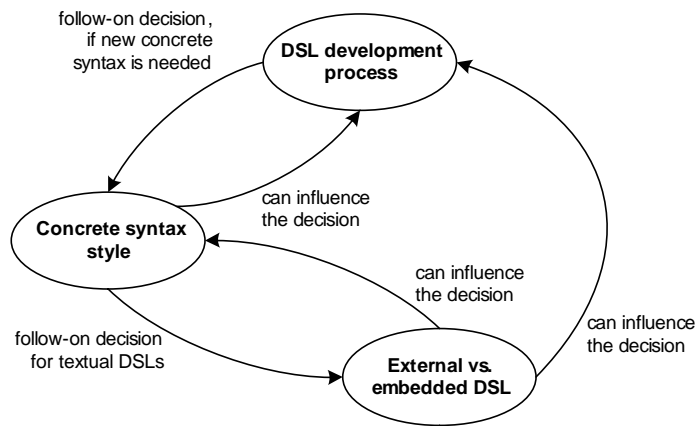 follow-on decision,
if new concrete
syntax is needed
DSL development
process
can influence
the decision
Concrete syntax
style
can influence
the decision
can influence
the decision
follow-on decision
for textual DSLs
External vs.
embedded DSL